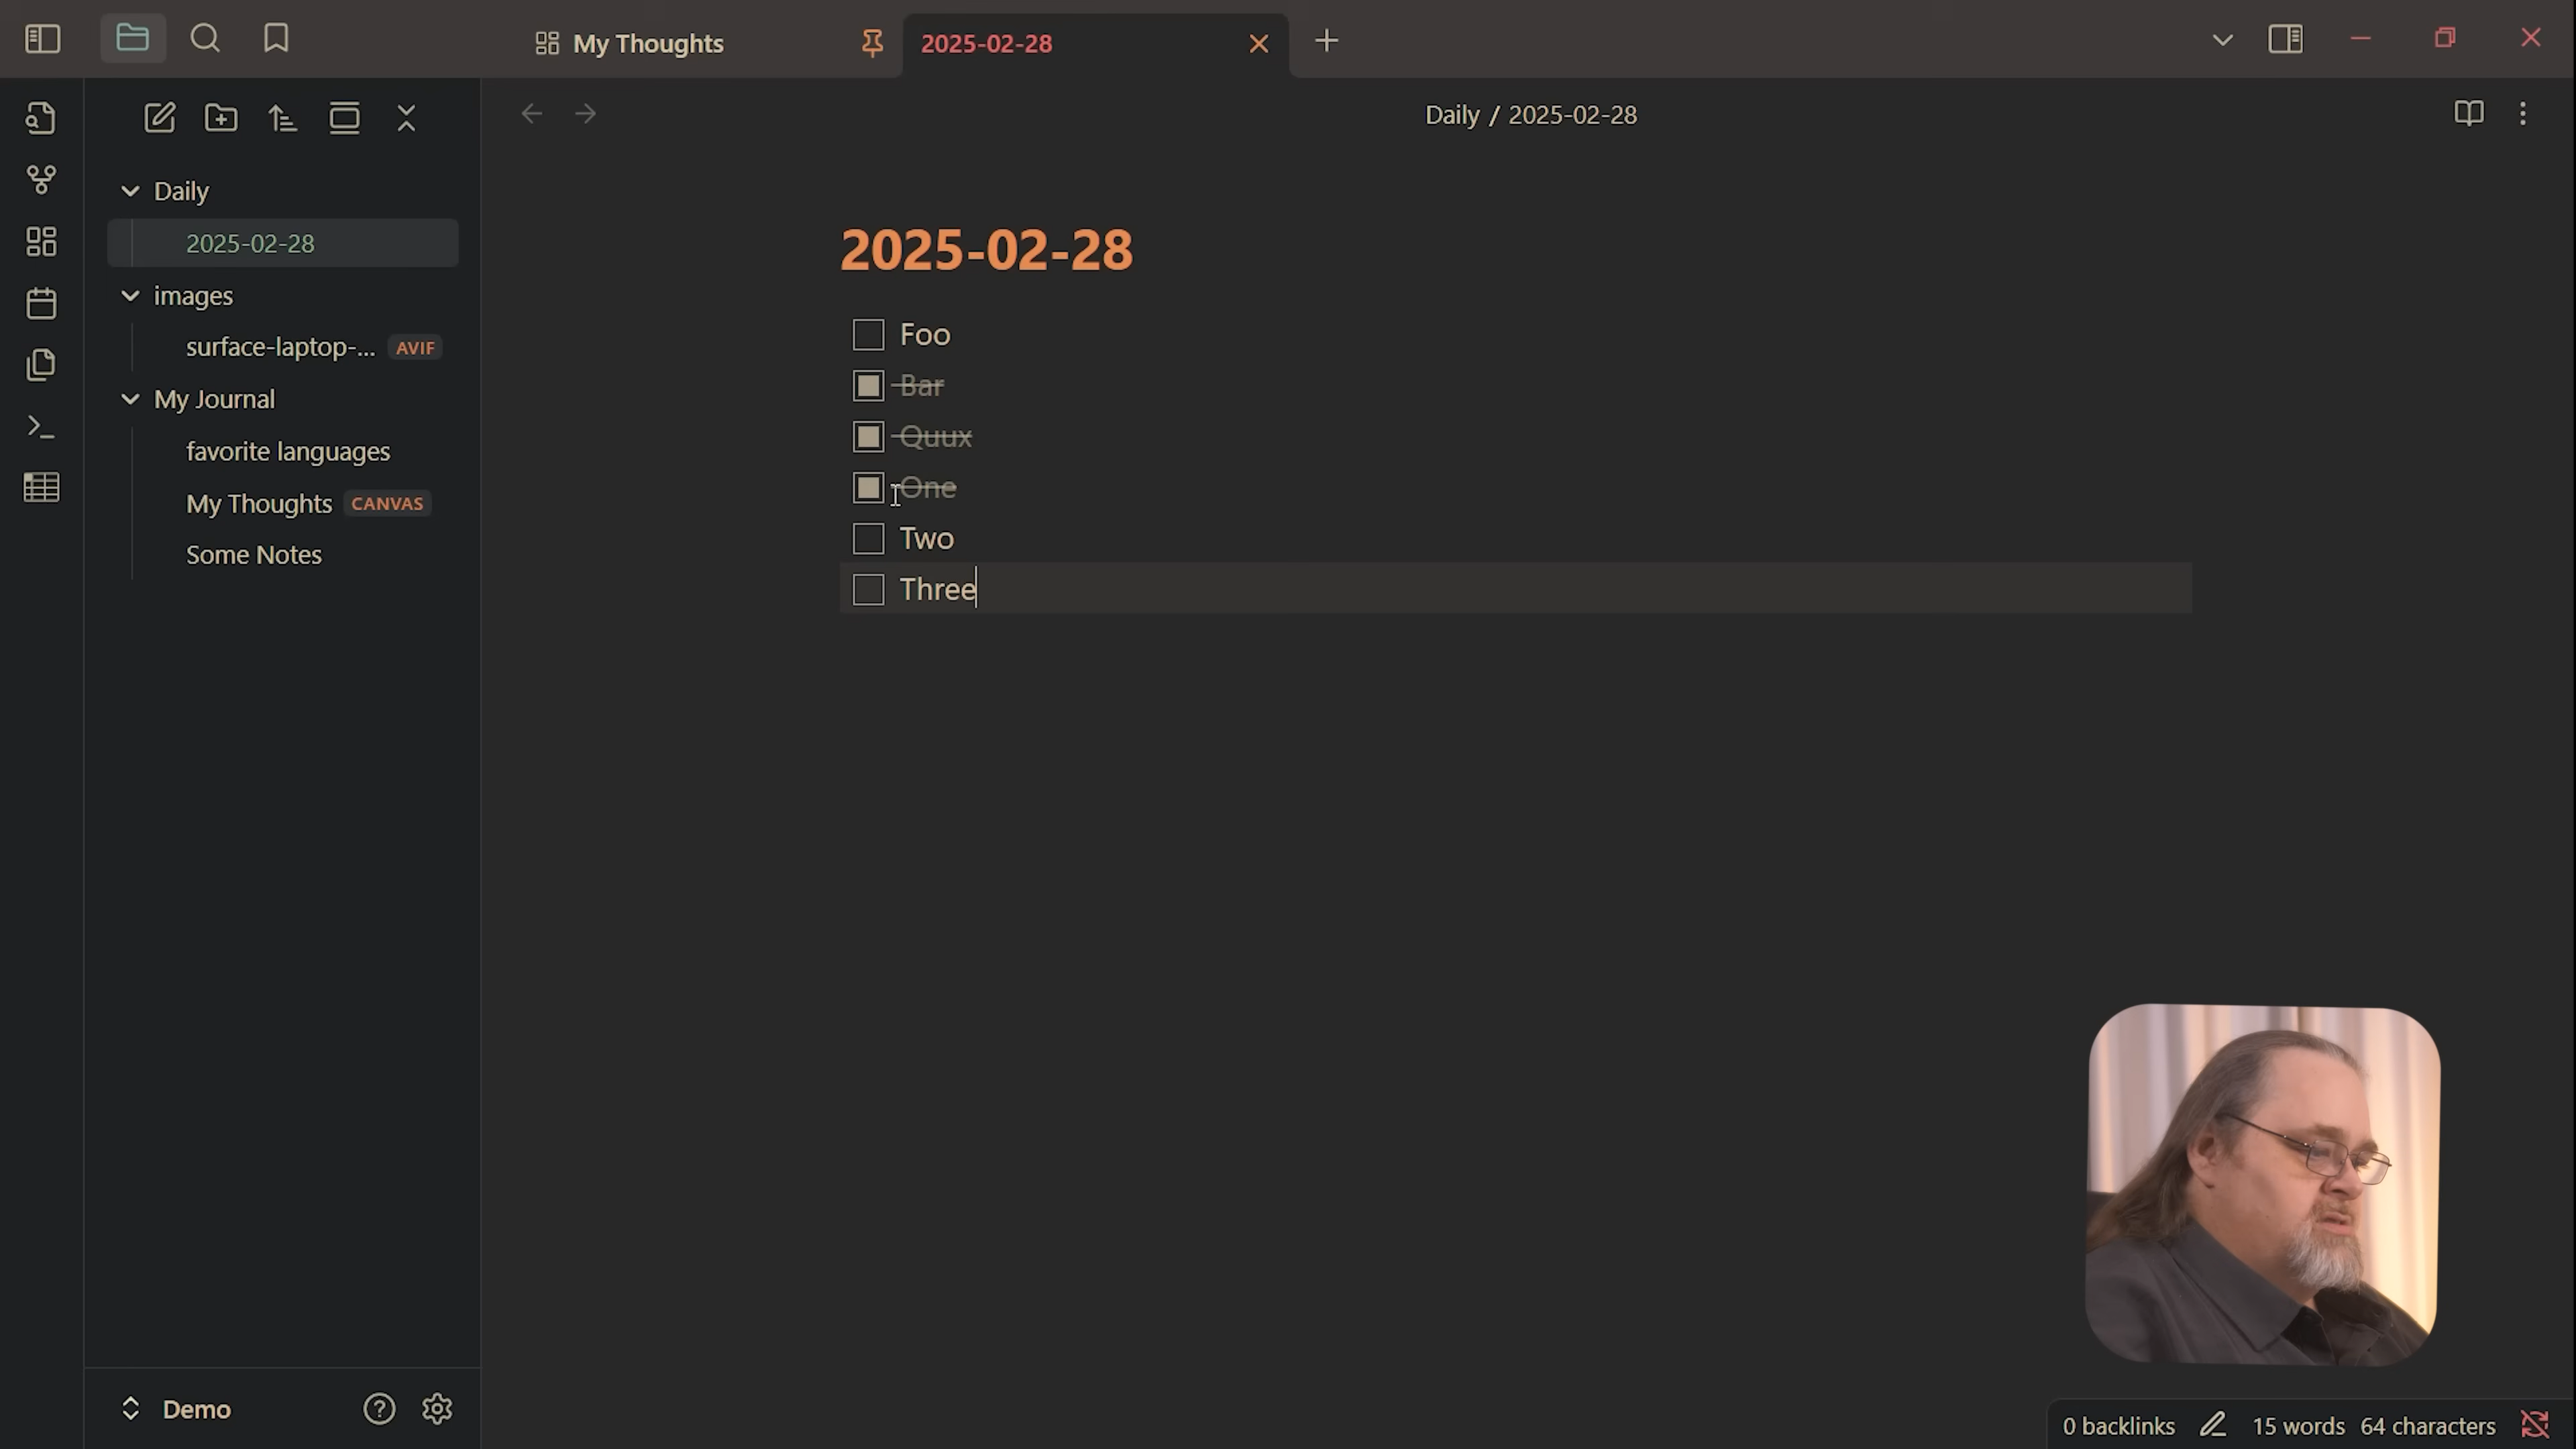 My Thoughts
2025-02-28
Daily / 2025-02-28
Daily
2025-02-28
images
surface-laptop-... AVIF
My Journal
favorite languages
My Thoughts CANVAS
Some Notes
2025-02-28
Foo
Bar
Quux
One
Two
Three
Demo
0 backlinks 15 words 64 characters